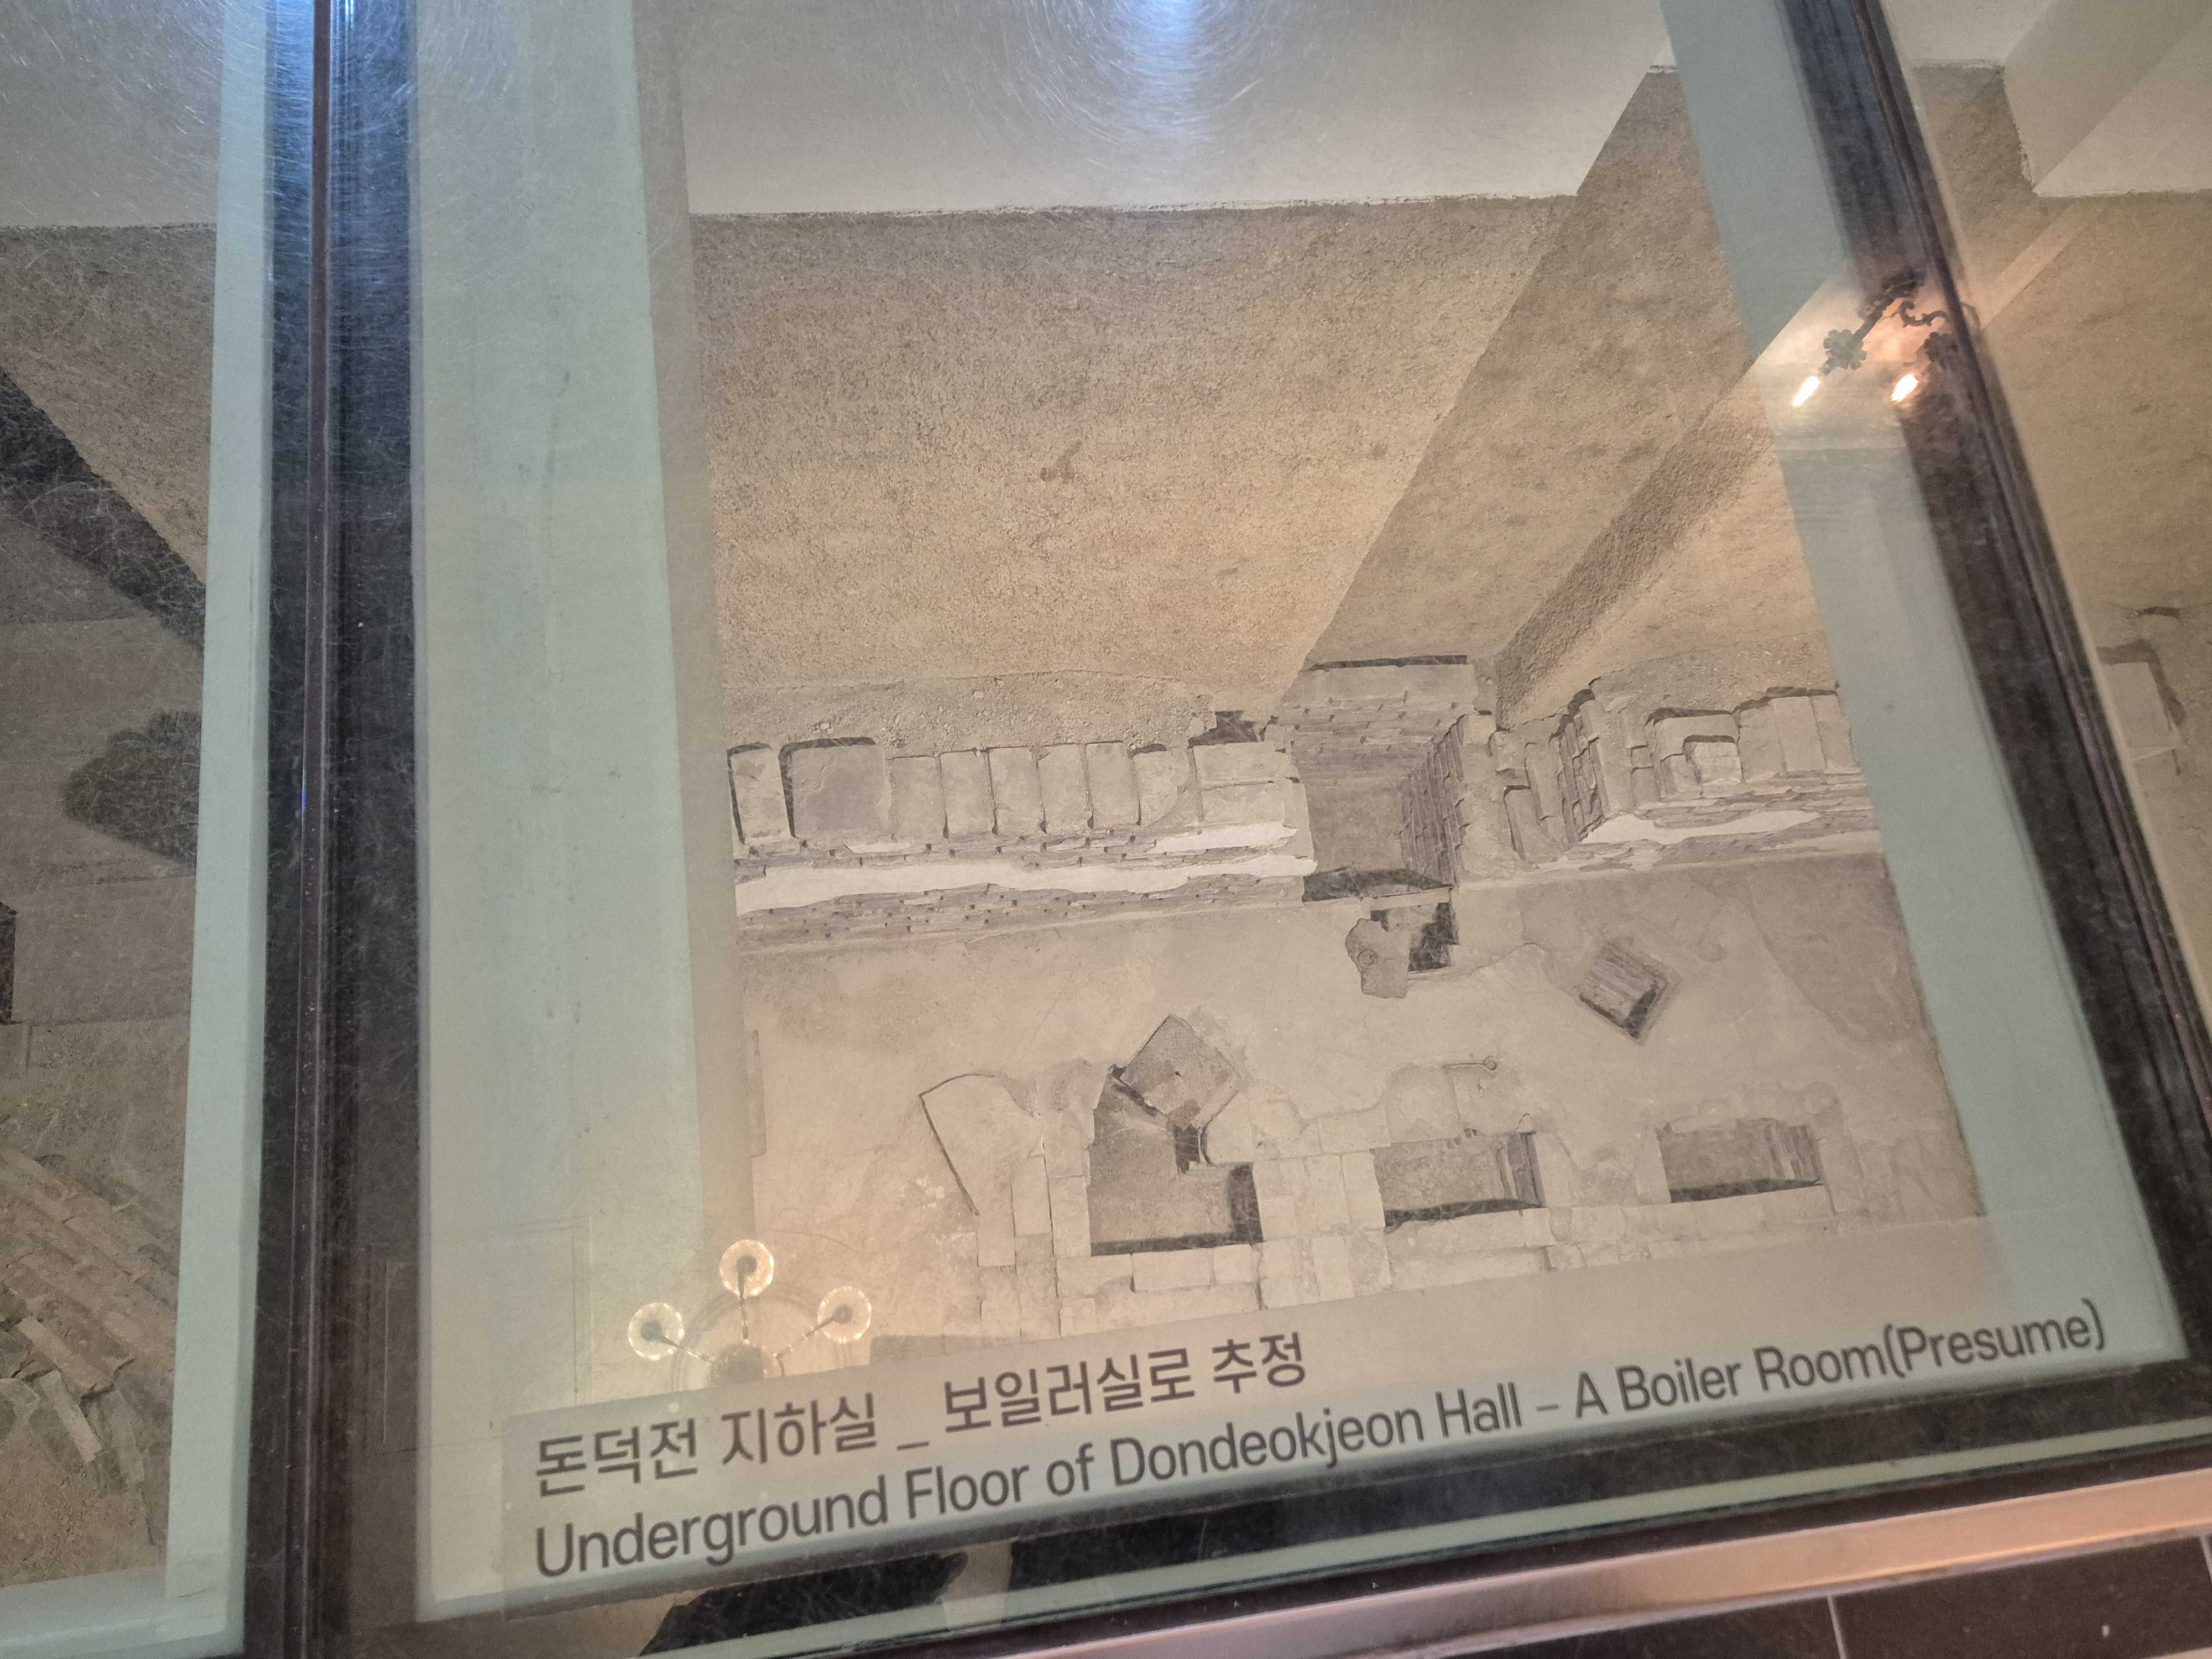 돈덕전 지하실 _ 보일러실로 추정
Underground Floor of Dondeokjeon Hall – A Boiler Room(Presume)